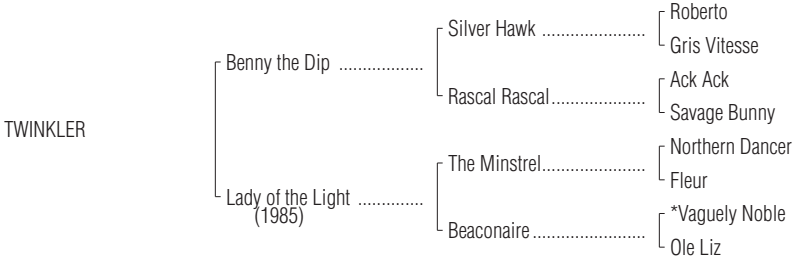 Roberto
Silver Hawk ......................
Gris Vitesse
Benny the Dip ..................
Ack Ack
Rascal Rascal....................
Savage Bunny
TWINKLER
Northern Dancer
The Minstrel......................
Fleur
Lady of the Light ..............
(1985)
*Vaguely Noble
Beaconaire ........................
Ole Liz